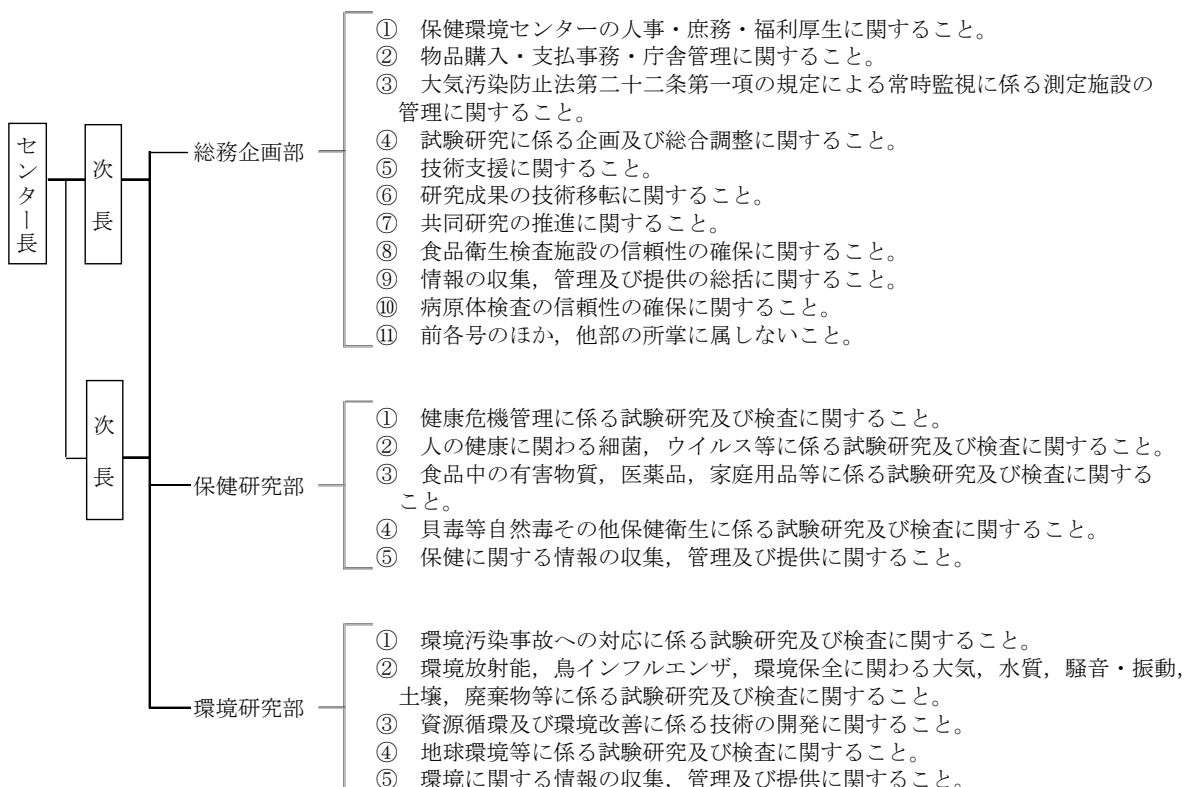 センター長
次長
総務企画部
① 保健環境センターの人事・庶務・福利厚生に関すること。
② 物品購入・支払事務・庁舎管理に関すること。
③ 大気汚染防止法第二十二条第一項の規定による常時監視に係る測定施設の
管理に関すること。
④ 試験研究に係る企画及び総合調整に関すること。
⑤ 技術支援に関すること。
⑥ 研究成果の技術移転に関すること。
⑦ 共同研究の推進に関すること。
⑧ 食品衛生検査施設の信頼性の確保に関すること。
⑨ 情報の収集,管理及び提供の総括に関すること。
⑩ 病原体検査の信頼性の確保に関すること。
⑪ 前各号のほか,他部の所掌に属しないこと。
次長
保健研究部
① 健康危機管理に係る試験研究及び検査に関すること。
② 人の健康に関わる細菌,ウイルス等に係る試験研究及び検査に関すること。
③ 食品中の有害物質,医薬品,家庭用品等に係る試験研究及び検査に関する
こと。
④ 貝毒等自然毒その他保健衛生に係る試験研究及び検査に関すること。
⑤ 保健に関する情報の収集,管理及び提供に関すること。
環境研究部
① 環境汚染事故への対応に係る試験研究及び検査に関すること。
② 環境放射能,鳥インフルエンザ,環境保全に関わる大気,水質,騒音・振動,
土壌,廃棄物等に係る試験研究及び検査に関すること。
③ 資源循環及び環境改善に係る技術の開発に関すること。
④ 地球環境等に係る試験研究及び検査に関すること。
⑤ 環境に関する情報の収集,管理及び提供に関すること。